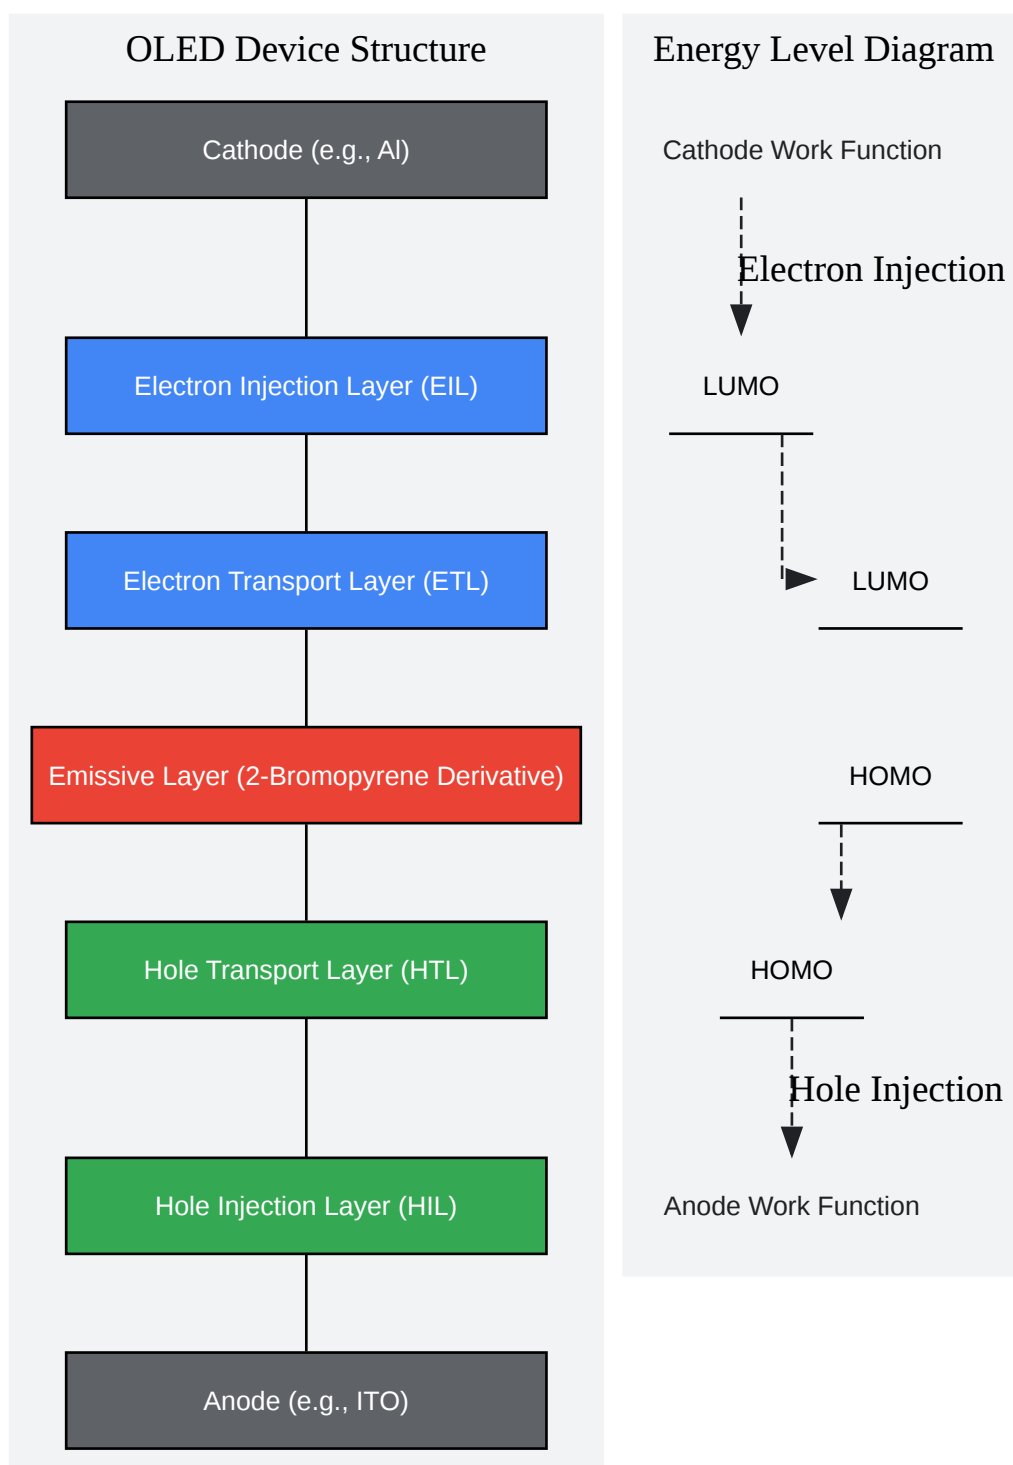 OLED Device Structure
Cathode (e.g., Al)
Electron Injection Layer (EIL)
Electron Transport Layer (ETL)
Emissive Layer (2-Bromopyrene Derivative)
Hole Transport Layer (HTL)
Hole Injection Layer (HIL)
Anode (e.g., ITO)
Energy Level Diagram
Cathode Work Function
Electron Injection
LUMO
LUMO
HOMO
HOMO
Hole Injection
Anode Work Function